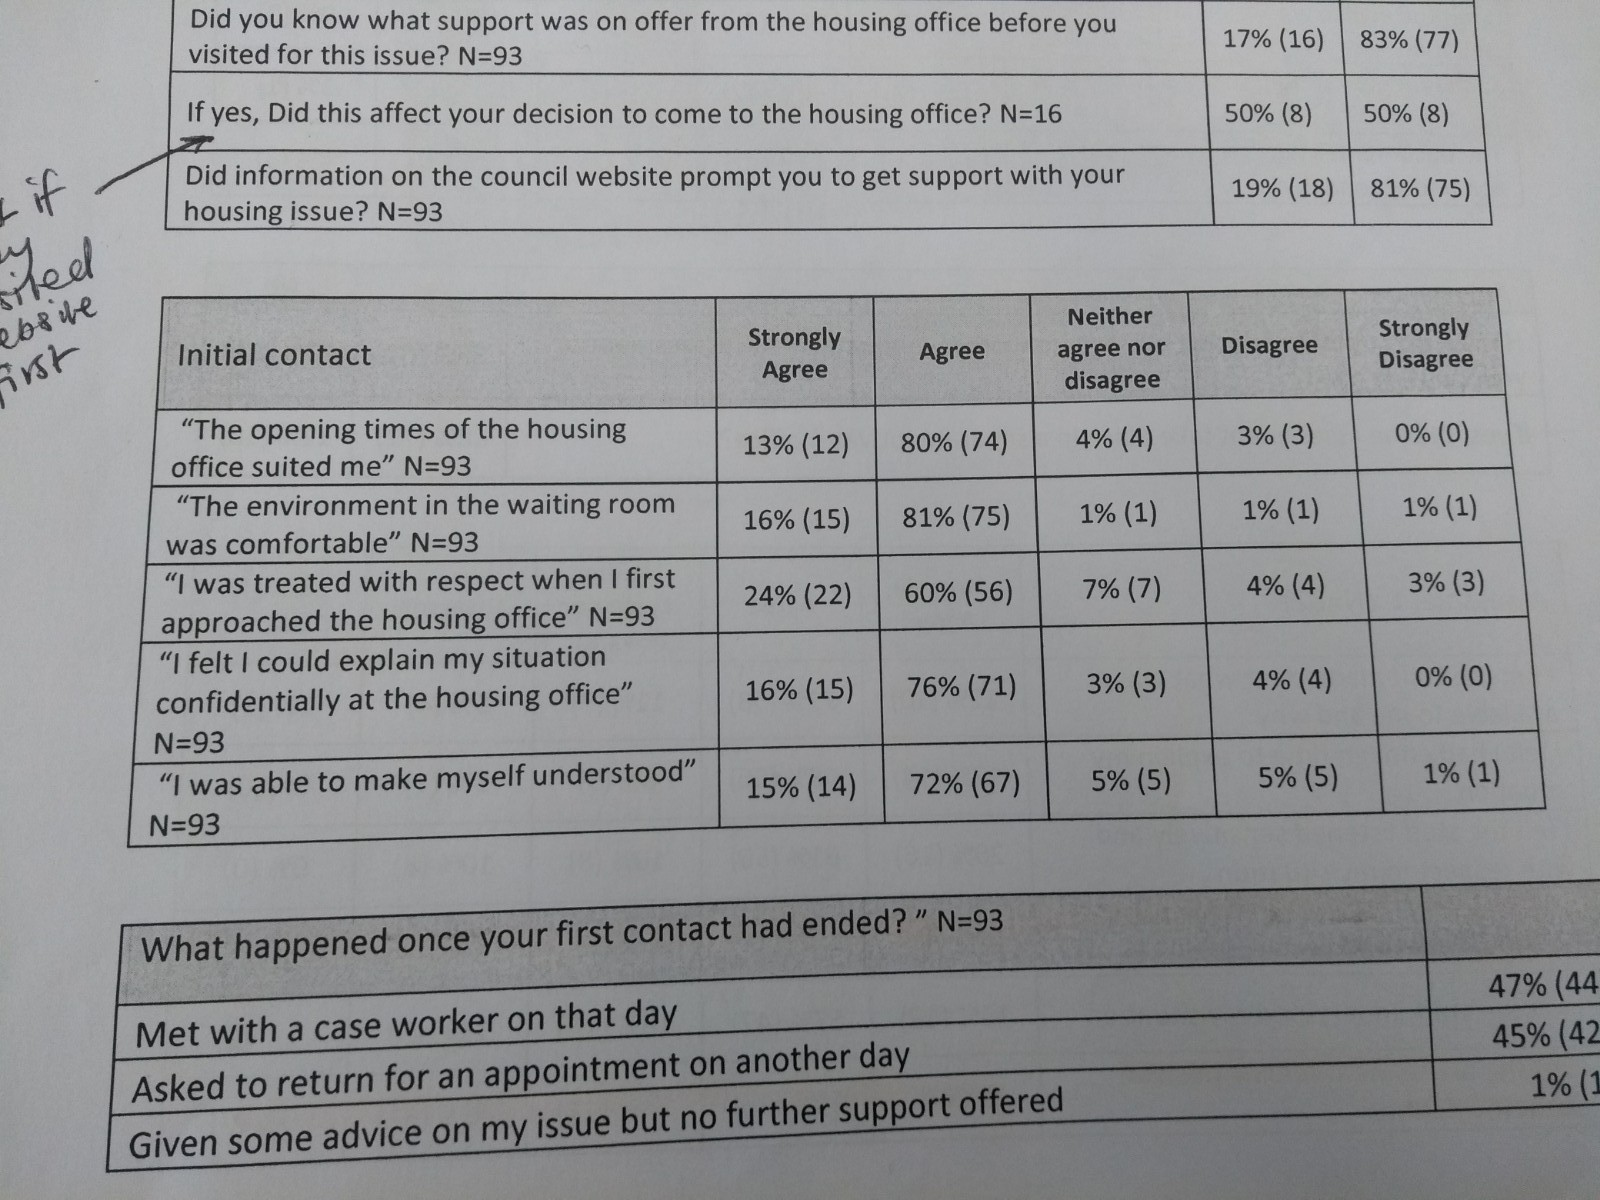 Did you know what support was on offer from the housing office before you
visited for this issue? N=93
17% (16) 83% (77)
If yes, Did this affect your decision to come to the housing office? N=16
50% (8) 50% (8)
Did information on the council website prompt you to get support with your
housing issue? N=93
19% (18) 81% (75)
if
first
Initial contact
Strongly
Agree
Agree
Neither
agree nor
disagree
Disagree
Strongly
Disagree
“The opening times of the housing
office suited me” N=93
13% (12) 80% (74) 4% (4) 3% (3) 0% (0)
“The environment in the waiting room
was comfortable” N=93
16% (15) 81% (75) 1% (1) 1% (1) 1% (1)
“I was treated with respect when I first
approached the housing office” N=93
24% (22) 60% (56) 7% (7) 4% (4) 3% (3)
“I felt I could explain my situation
confidentially at the housing office”
N=93
16% (15) 76% (71) 3% (3) 4% (4) 0% (0)
“I was able to make myself understood”
N=93
15% (14) 72% (67) 5% (5) 5% (5) 1% (1)
What happened once your first contact had ended? ” N=93
Met with a case worker on that day
47% (44
Asked to return for an appointment on another day
45% (42
Given some advice on my issue but no further support offered
1% (1